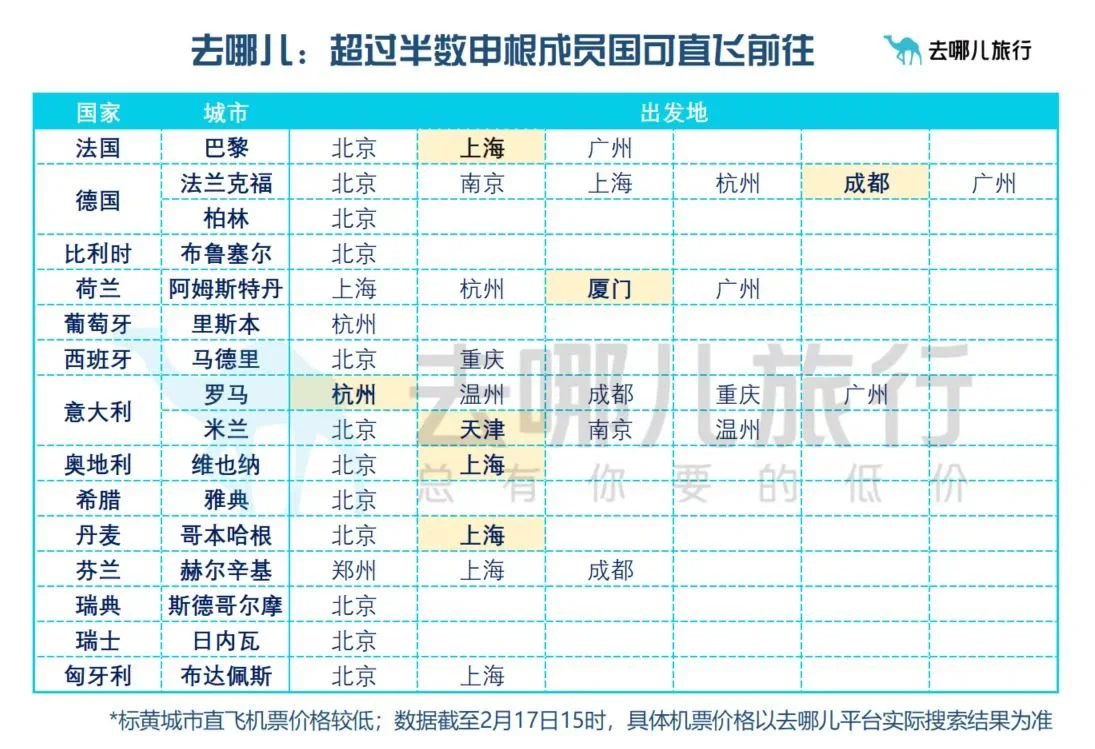 去哪儿：超过半数申根成员国可直飞前往
去哪儿旅行
国家 城市 出发地
法国 巴黎 北京 上海 广州
德国 法兰克福 北京 南京 上海 杭州 成都 广州
柏林 北京
比利时 布鲁塞尔 北京
荷兰 阿姆斯特丹 上海 杭州 厦门 广州
葡萄牙 里斯本 杭州
西班牙 马德里 北京 重庆
意大利 罗马 杭州 温州 成都 重庆 广州
米兰 北京 天津 南京 温州
奥地利 维也纳 北京 上海
希腊 雅典 北京
丹麦 哥本哈根 北京 上海
芬兰 赫尔辛基 郑州 上海 成都
瑞典 斯德哥尔摩 北京
瑞士 日内瓦 北京
匈牙利 布达佩斯 北京 上海
去哪儿旅行
总有你要的低价
*标黄城市直飞机票价格较低；数据截至2月17日15时，具体机票价格以去哪儿平台实际搜索结果为准